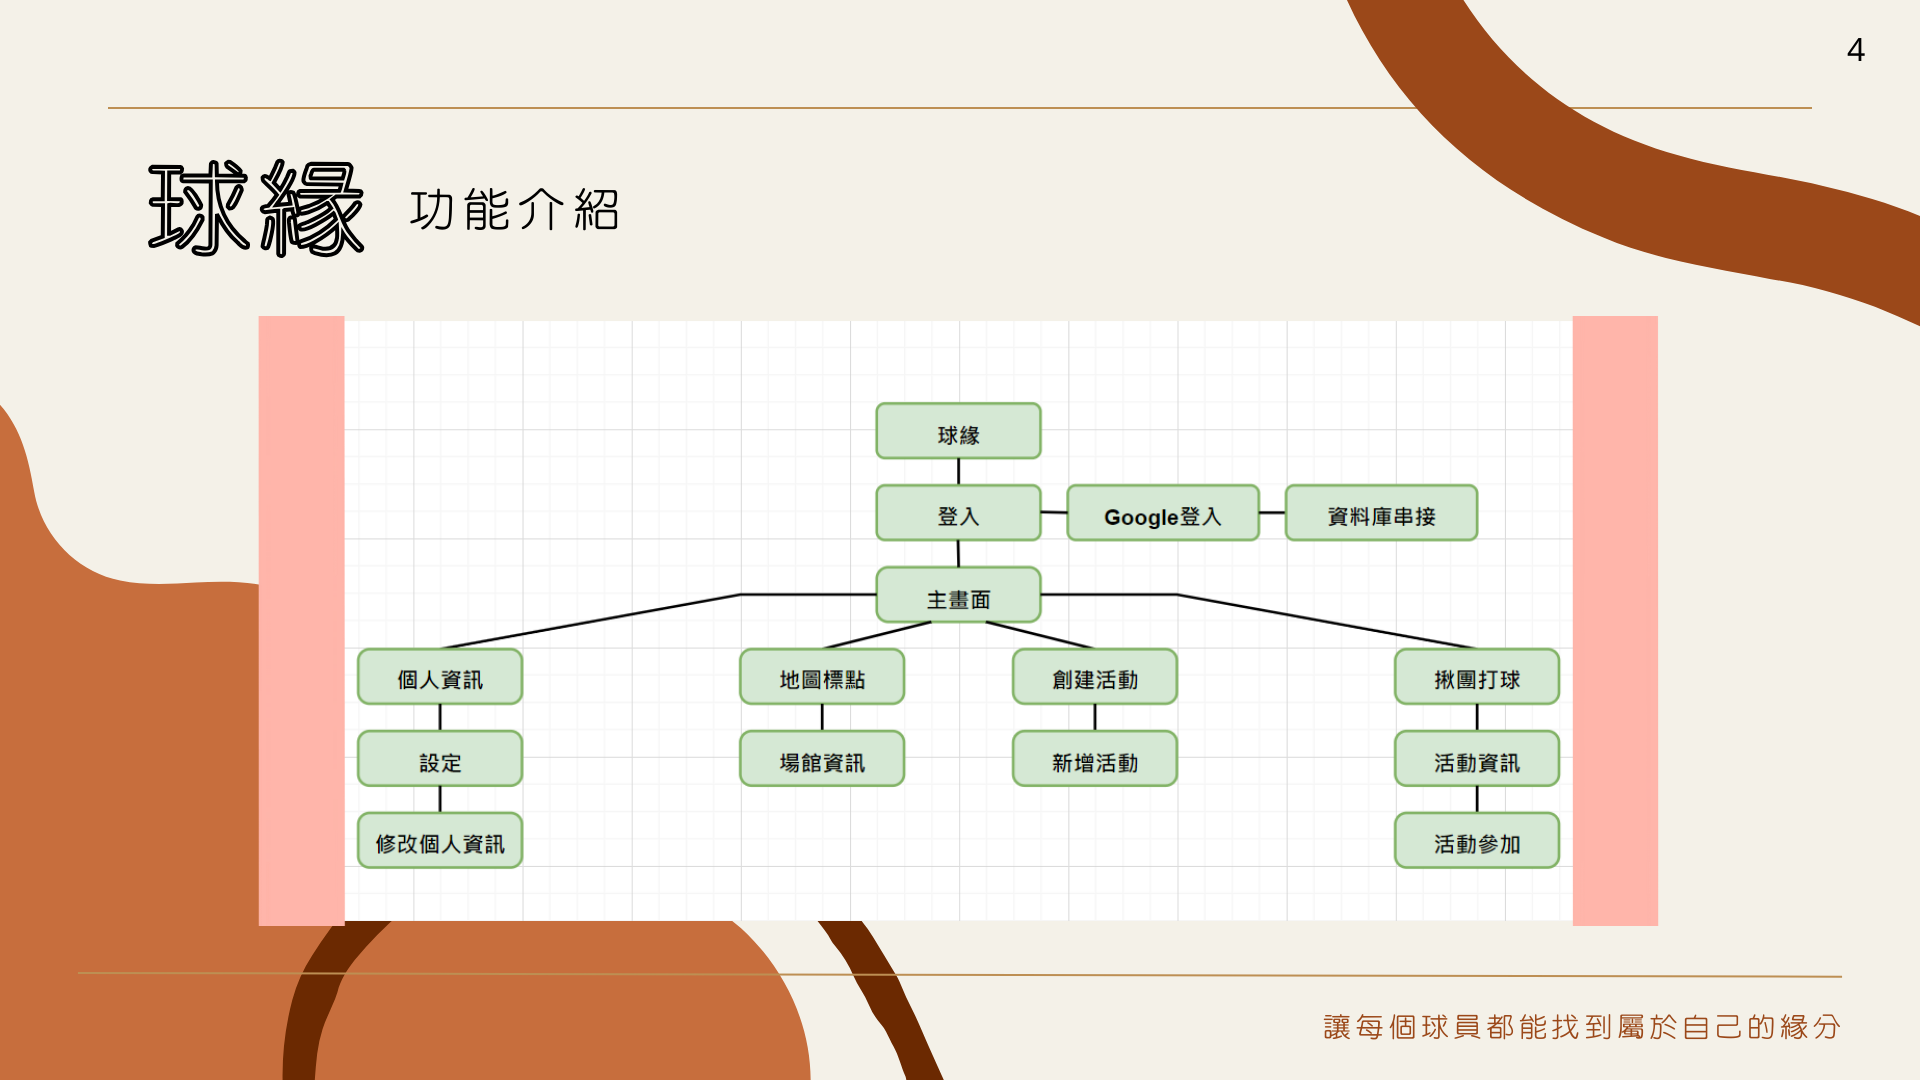 4
球緣 功能介紹
球緣
登入 Google登入 資料庫串接
主畫面
個人資訊 地圖標點 創建活動 揪團打球
設定 場館資訊 新增活動 活動資訊
修改個人資訊 活動參加
讓每個球員都能找到屬於自己的緣分